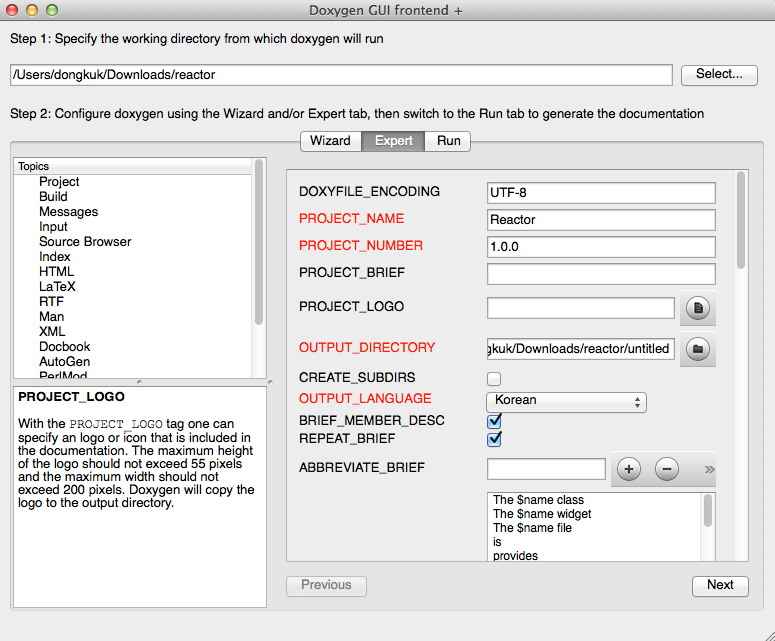 Doxygen GUI frontend +
Step 1: Specify the working directory from which doxygen will run
/Users/dongkuk/Downloads/reactor
Select...
Step 2: Configure doxygen using the Wizard and/or Expert tab, then switch to the Run tab to generate the documentation
Wizard Expert Run
Topics
Project
Build
Messages
Input
Source Browser
Index
HTML
LaTeX
RTF
Man
XML
Docbook
AutoGen
PerlMod
PROJECT_LOGO
With the PROJECT_LOGO tag one can
specify an logo or icon that is included in
the documentation. The maximum height
of the logo should not exceed 55 pixels
and the maximum width should not
exceed 200 pixels. Doxygen will copy the
logo to the output directory.
DOXYFILE_ENCODING UTF-8
PROJECT_NAME Reactor
PROJECT_NUMBER 1.0.0
PROJECT_BRIEF
PROJECT_LOGO
OUTPUT_DIRECTORY gkuk/Downloads/reactor/untitled
CREATE_SUBDIRS
OUTPUT_LANGUAGE Korean
BRIEF_MEMBER_DESC
REPEAT_BRIEF
ABBREVIATE_BRIEF
The $name class
The $name widget
The $name file
is
provides
Previous
Next